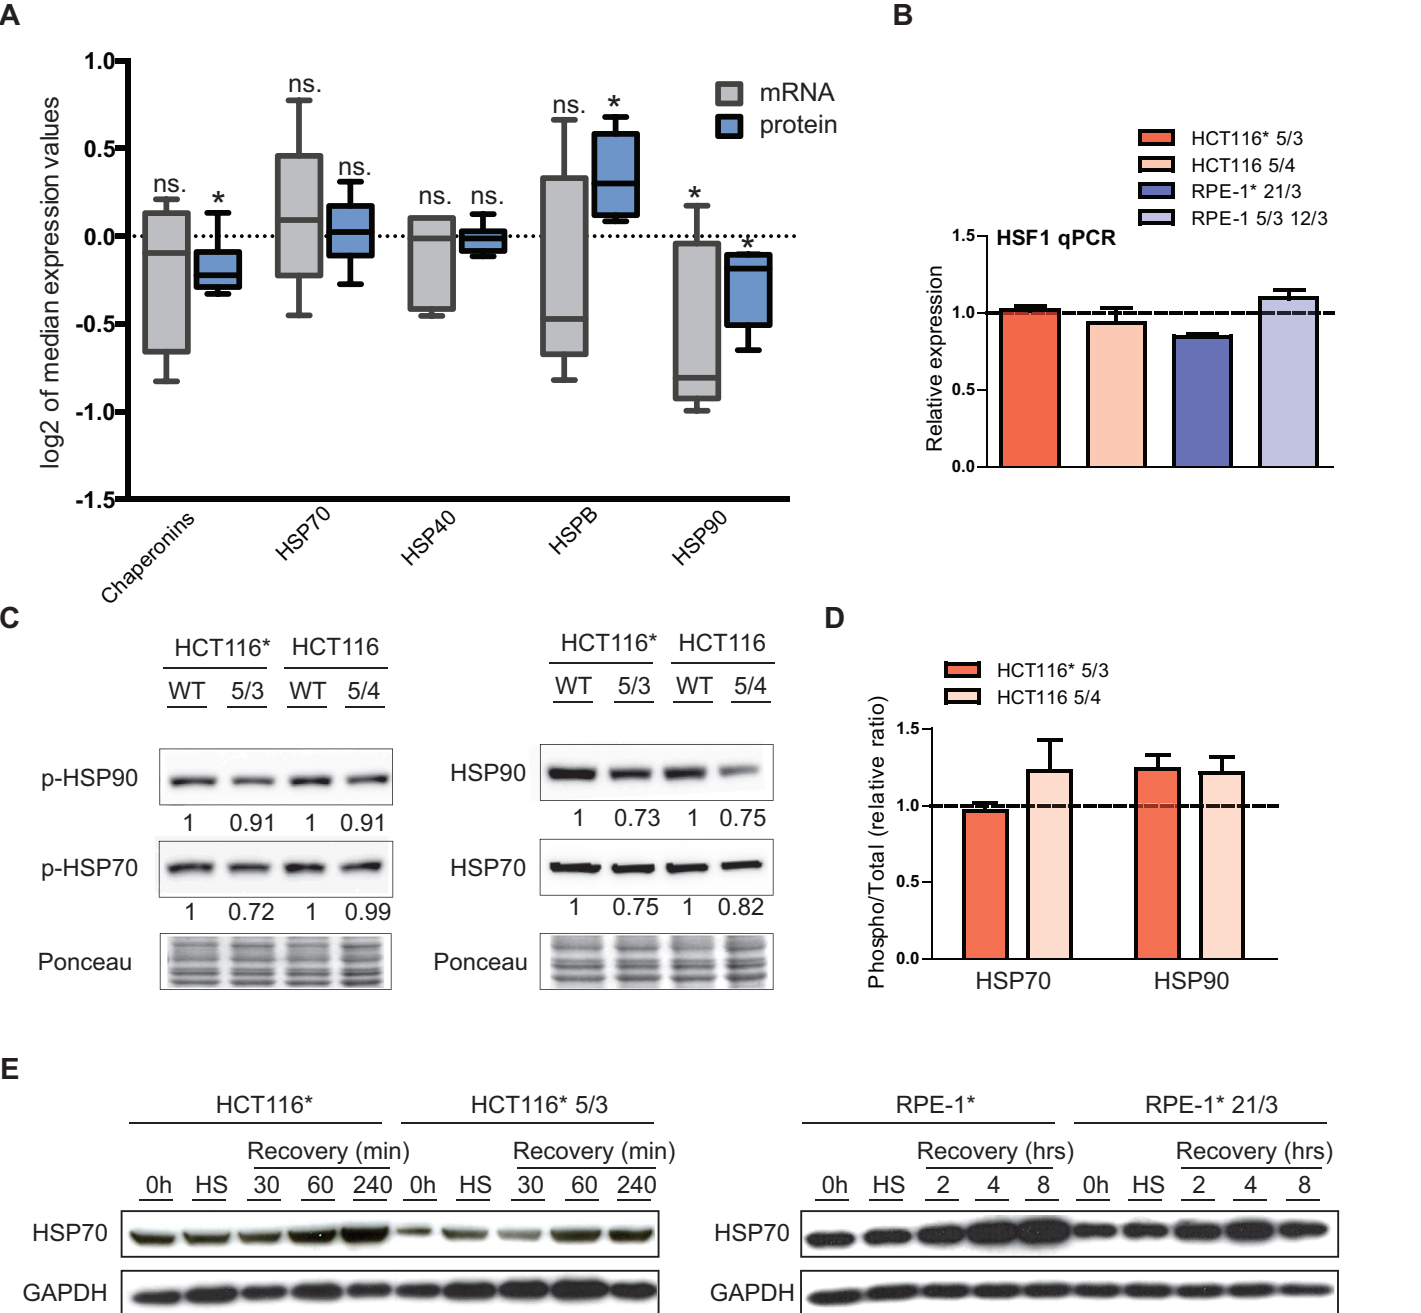 A
1.0
0.5
0.0
-0.5
-1.0
-1.5
log2 of median expression values
ns.
*
ns.
ns.
ns.
ns.
ns.
*
*
*
mRNA
protein
Chaperonins
HSP70
HSP40
HSPB
HSP90
B
HCT116* 5/3
HCT116 5/4
RPE-1* 21/3
RPE-1 5/3 12/3
HSF1 qPCR
1.5
1.0
0.5
0.0
Relative expression
C
HCT116* HCT116
WT 5/3 WT 5/4
p-HSP90
1 0.91 1 0.91
p-HSP70
1 0.72 1 0.99
Ponceau
HCT116* HCT116
WT 5/3 WT 5/4
HSP90
1 0.73 1 0.75
HSP70
1 0.75 1 0.82
Ponceau
D
HCT116* 5/3
HCT116 5/4
1.5
1.0
0.5
0.0
Phospho/Total (relative ratio)
HSP70 HSP90
E
HCT116* HCT116* 5/3
Recovery (min) Recovery (min)
0h HS 30 60 240 0h HS 30 60 240
HSP70
GAPDH
RPE-1* RPE-1* 21/3
Recovery (hrs) Recovery (hrs)
0h HS 2 4 8 0h HS 2 4 8
HSP70
GAPDH